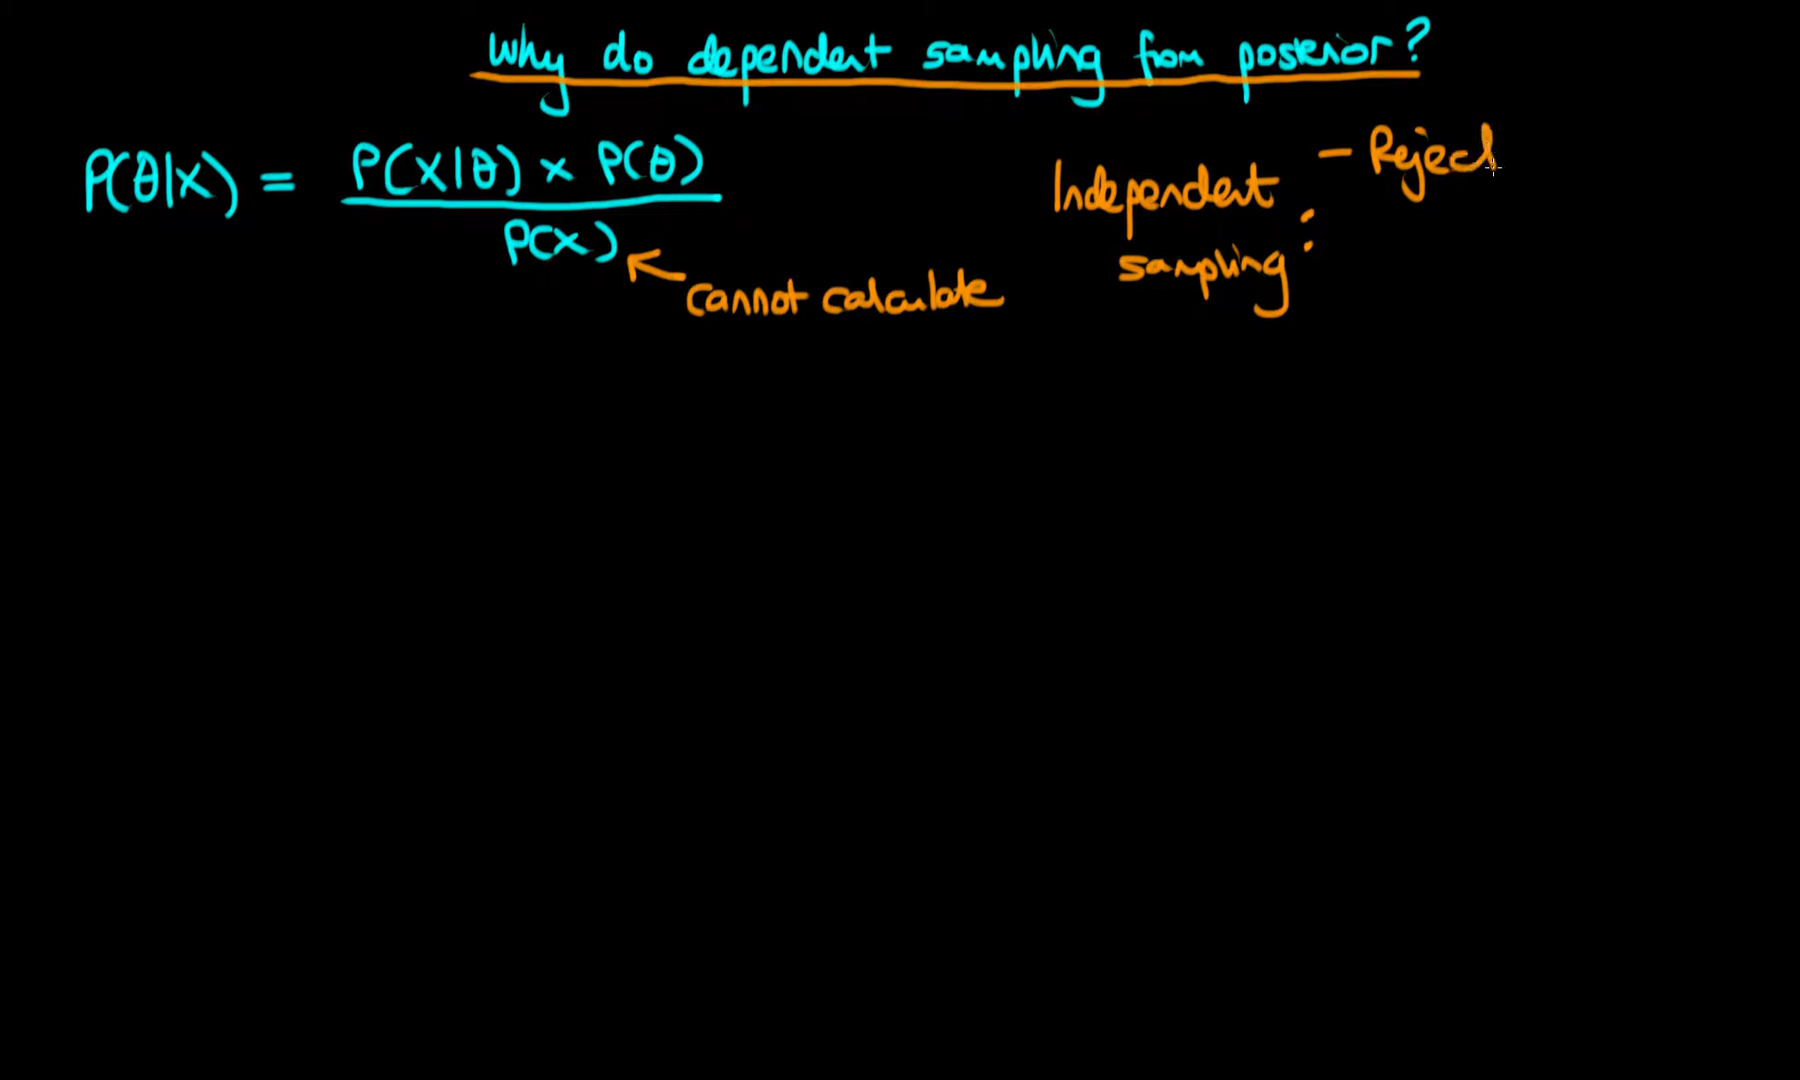 Why do dependent sampling from posterior?
P(θ|X) = P(X|θ) × P(θ)
P(X)
cannot calculate
Independent
sampling :
- Reject